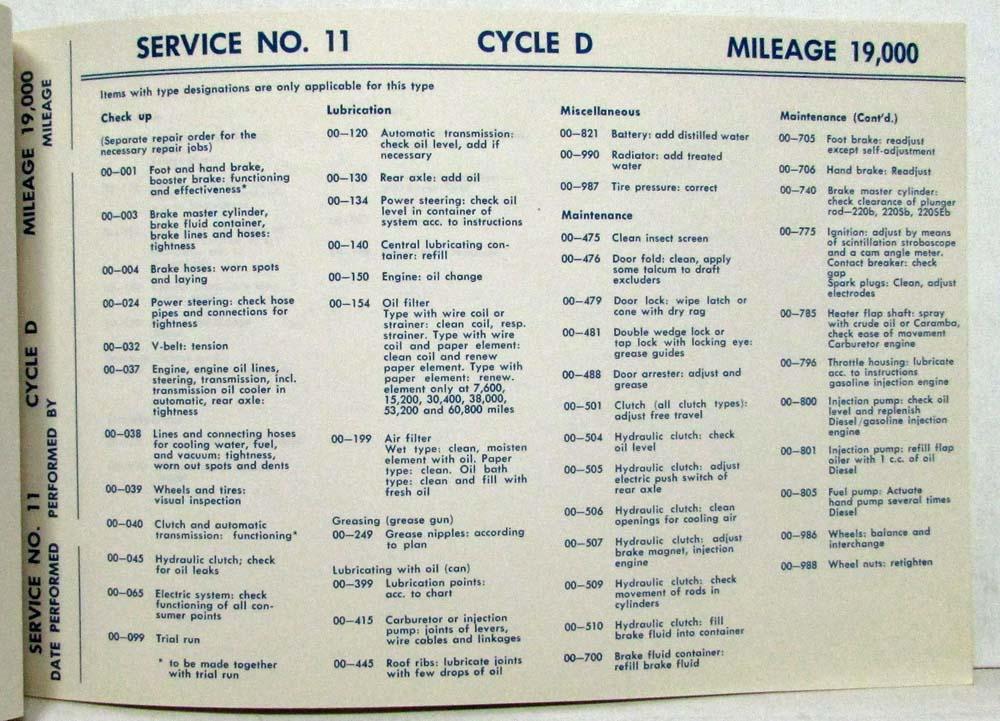 SERVICE NO. 11 CYCLE D MILEAGE 19,000
Items with type designations are only applicable for this type
Check up
(Separate repair order for the
necessary repair jobs)
00—001 Foot and hand brake,
booster brake: functioning
and effectiveness*
00—003 Brake master cylinder,
brake fluid container,
brake lines and hoses:
tightness
00—004 Brake hoses: worn spots
and laying
00—024 Power steering: check hose
pipes and connections for
tightness
00—032 V-belt: tension
00—037 Engine, engine oil lines,
steering, transmission, incl.
transmission oil cooler in
automatic, rear axle:
tightness
00—038 Lines and connecting hoses
for cooling water, fuel,
and vacuum: tightness,
worn out spots and dents
00—039 Wheels and tires:
visual inspection
00—040 Clutch and automatic
transmission: functioning*
00—045 Hydraulic clutch; check
for oil leaks
00—065 Electric system: check
functioning of all con-
sumer points
00—099 Trial run
* to be made together
with trial run
Lubrication
00—120 Automatic transmission:
check oil level, add if
necessary
00—130 Rear axle: add oil
00—134 Power steering: check oil
level in container of
system acc. to instructions
00—140 Central lubricating con-
tainer: refill
00—150 Engine: oil change
00—154 Oil filter
Type with wire coil or
strainer: clean coil, resp.
strainer. Type with wire
coil and paper element:
clean coil and renew
paper element. Type with
paper element: renew.
element only at 7,600,
15,200, 30,400, 38,000,
53,200 and 60,800 miles
00—199 Air filter
Wet type: clean, moisten
element with oil. Paper
type: clean. Oil bath
type: clean and fill with
fresh oil
Greasing (grease gun)
00—249 Grease nipples: according
to plan
Lubricating with oil (can)
00—399 Lubrication points:
acc. to chart
00—415 Carburetor or injection
pump: joints of levers,
wire cables and linkages
00—445 Roof ribs: lubricate joints
with few drops of oil
Miscellaneous
00—821 Battery: add distilled water
00—990 Radiator: add treated
water
00—987 Tire pressure: correct
Maintenance
00—475 Clean insect screen
00—476 Door fold: clean, apply
some talcum to draft
excluders
00—479 Door lock: wipe latch or
cone with dry rag
00—481 Double wedge lock or
tap lock with locking eye:
grease guides
00—488 Door arrester: adjust and
grease
00—501 Clutch (all clutch types):
adjust free travel
00—504 Hydraulic clutch: check
oil level
00—505 Hydraulic clutch: adjust
electric push switch of
rear axle
00—506 Hydraulic clutch: clean
openings for cooling air
00—507 Hydraulic clutch: adjust
brake magnet, injection
engine
00—509 Hydraulic clutch: check
movement of rods in
cylinders
00—510 Hydraulic clutch: fill
brake fluid into container
00—700 Brake fluid container:
refill brake fluid
Maintenance (Cont'd.)
00—705 Foot brake: readjust
except self-adjustment
00—706 Hand brake: Readjust
00—740 Brake master cylinder:
check clearance of plunger
rod—220b, 220Sb, 220SEb
00—775 Ignition: adjust by means
of scintillation stroboscope
and a cam angle meter.
Contact breaker: check
gap
Spark plugs: Clean, adjust
electrodes
00—785 Heater flap shaft: spray
with crude oil or Caramba,
check ease of movement
Carburetor engine
00—796 Throttle housing: lubricate
acc. to instructions
gasoline injection engine
00—800 Injection pump: check oil
level and replenish
Diesel/gasoline injection
engine
00—801 Injection pump: refill flap
oiler with 1 c.c. of oil
Diesel
00—805 Fuel pump: Actuate
hand pump several times
Diesel
00—986 Wheels: balance and
interchange
00—988 Wheel nuts: retighten
SERVICE NO. 11 CYCLE D MILEAGE 19,000
DATE PERFORMED PERFORMED BY MILEAGE